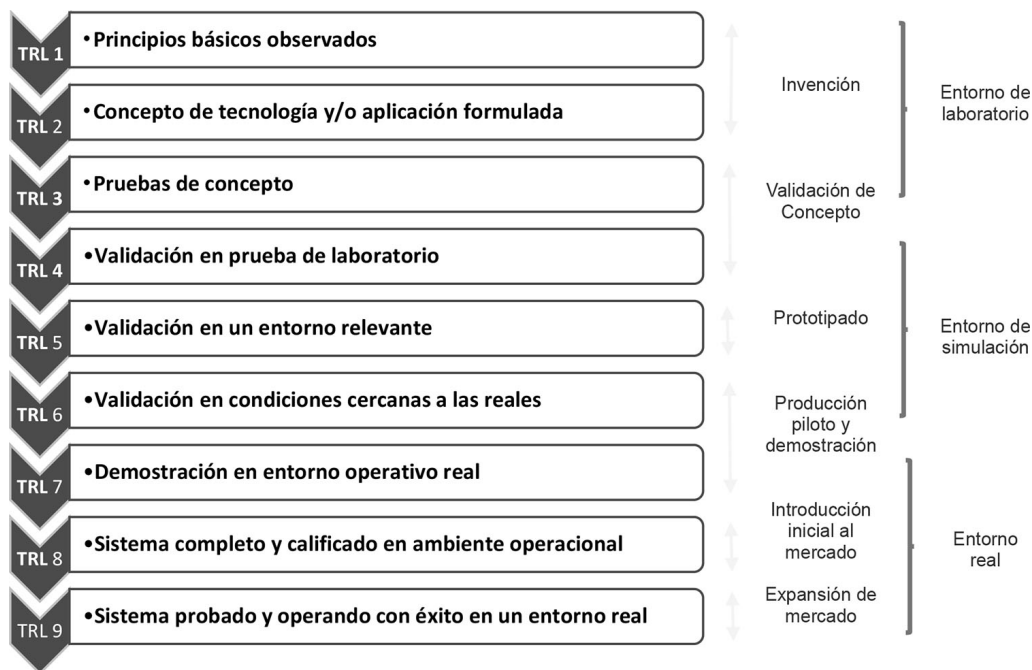 TRL 1
•Principios básicos observados
TRL 2
•Concepto de tecnología y/o aplicación formulada
TRL 3
•Pruebas de concepto
TRL 4
•Validación en prueba de laboratorio
TRL 5
•Validación en un entorno relevante
TRL 6
•Validación en condiciones cercanas a las reales
TRL 7
•Demostración en entorno operativo real
TRL 8
•Sistema completo y calificado en ambiente operacional
TRL 9
•Sistema probado y operando con éxito en un entorno real
Invención
Validación de
Concepto
Prototipado
Producción
piloto y
demostración
Introducción
inicial al
mercado
Expansión de
mercado
Entorno de
laboratorio
Entorno de
simulación
Entorno
real